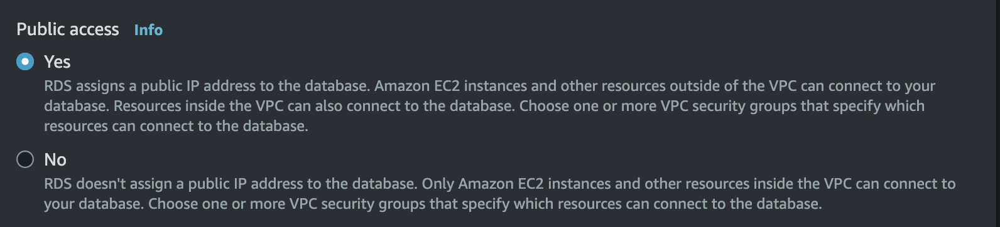 Public access Info
Yes
RDS assigns a public IP address to the database. Amazon EC2 instances and other resources outside of the VPC can connect to your
database. Resources inside the VPC can also connect to the database. Choose one or more VPC security groups that specify which
resources can connect to the database.
No
RDS doesn't assign a public IP address to the database. Only Amazon EC2 instances and other resources inside the VPC can connect to
your database. Choose one or more VPC security groups that specify which resources can connect to the database.